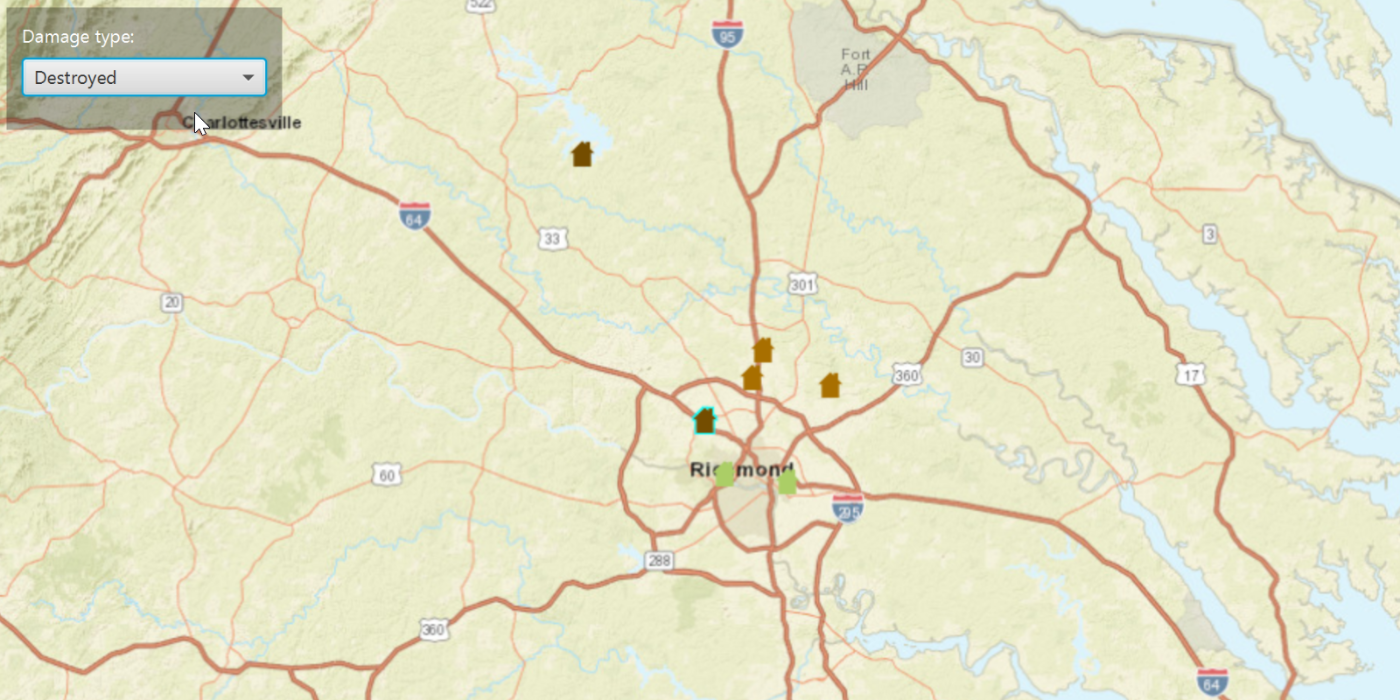 Damage type:
Destroyed
522
95
Fort
A.P.
Hill
Charlottesville
64
33
3
20
301
30
360
17
Richmond
60
295
288
360
64